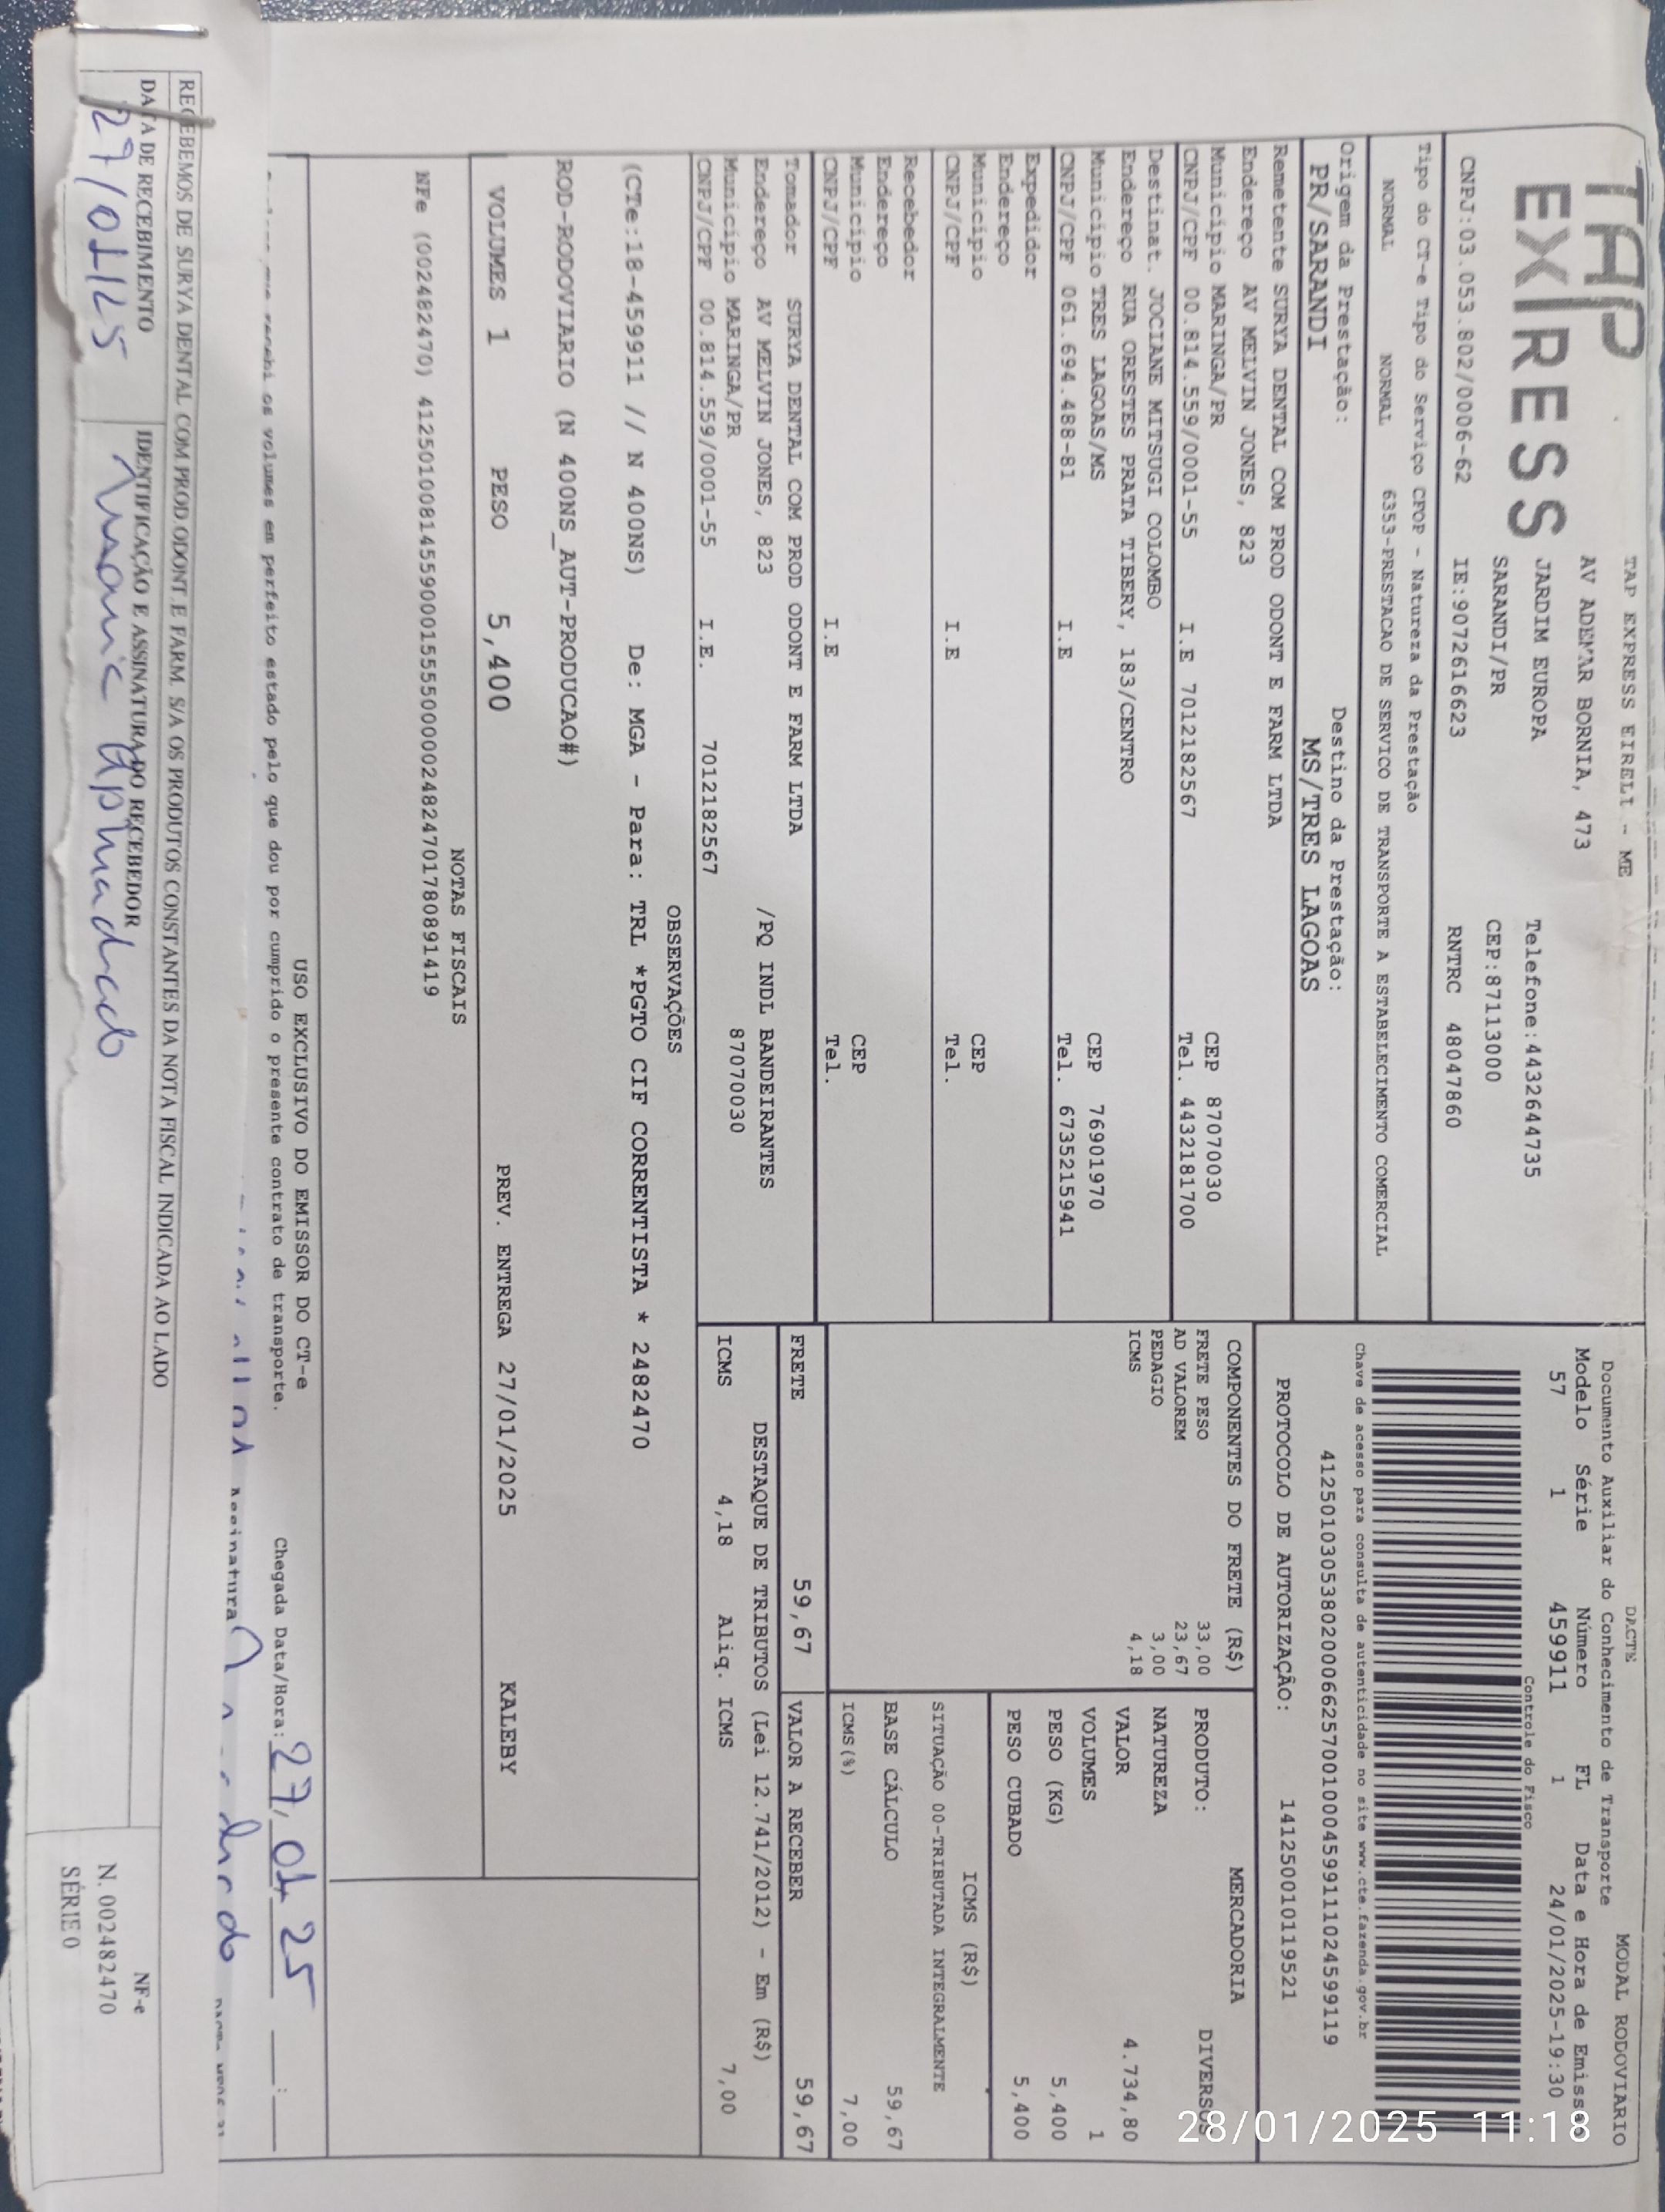 TAP
EXPRESS
TAP EXPRESS EIRELI - ME
AV ADEMAR BORNIA, 473
JARDIM EUROPA Telefone:4432644735
SARANDI/PR CEP:87113000
CNPJ:03.053.802/0006-62 IE:9072616623 RNTRC 48047860
Tipo do CT-e Tipo do Serviço CFOP - Natureza da Prestação
NORMAL NORMAL 6353-PRESTACAO DE SERVICO DE TRANSPORTE A ESTABELECIMENTO COMERCIAL
Origem da Prestação: Destino da Prestação:
PR/SARANDI MS/TRES LAGOAS
DACTE MODAL RODOVIARIO
Documento Auxiliar do Conhecimento de Transporte
Modelo Série Número FL Data e Hora de Emissão
57 1 459911 1 24/01/2025-19:30
Controle do Fisco
Chave de acesso para consulta de autenticidade no site www.cte.fazenda.gov.br
41250103053802000662570010004599111024599119
PROTOCOLO DE AUTORIZAÇÃO: 141250010119521
Remetente SURYA DENTAL COM PROD ODONT E FARM LTDA
Endereço AV MELVIN JONES, 823
Município MARINGA/PR CEP 87070030
CNPJ/CPF 00.814.559/0001-55 I.E 7012182567 Tel. 4432181700
Destinat. JOCIANE MITSUGI COLOMBO
Endereço RUA ORESTES PRATA TIBERY, 183/CENTRO
Município TRES LAGOAS/MS CEP 76901970
CNPJ/CPF 061.694.488-81 I.E Tel. 6735215941
Expedidor
Endereço
Município CEP
CNPJ/CPF I.E Tel.
Recebedor
Endereço
Município CEP
CNPJ/CPF I.E Tel.
Tomador SURYA DENTAL COM PROD ODONT E FARM LTDA
Endereço AV MELVIN JONES, 823 /PQ INDL BANDEIRANTES
Município MARINGA/PR 87070030
CNPJ/CPF 00.814.559/0001-55 I.E. 7012182567
COMPONENTES DO FRETE (R$)
FRETE PESO 33,00
AD VALOREM 23,67
PEDAGIO 3,00
ICMS 4,18
MERCADORIA
PRODUTO: DIVERSOS
NATUREZA
VALOR 4.734,80
VOLUMES 1
PESO (KG) 5,400
PESO CUBADO 5,400
ICMS (R$)
SITUAÇÃO 00-TRIBUTADA INTEGRALMENTE
BASE CÁLCULO 59,67
ICMS(%) 7,00
FRETE 59,67 VALOR A RECEBER 59,67
DESTAQUE DE TRIBUTOS (Lei 12.741/2012) - Em (R$)
ICMS 4,18 Aliq. ICMS 7,00
OBSERVAÇÕES
(CTe:18-459911 // N 400NS) De: MGA - Para: TRL *PGTO CIF CORRENTISTA * 2482470
ROD-RODOVIARIO (N 400NS_AUT-PRODUCAO#)
VOLUMES 1 PESO 5,400 PREV. ENTREGA 27/01/2025 KALEBY
NOTAS FISCAIS
NFe (002482470) 41250100814559000155550000024824701780891419
USO EXCLUSIVO DO EMISSOR DO CT-e
os volumes em perfeito estado pelo que dou por cumprido o presente contrato de transporte. Chegada Data/Hora: 27/01/25 __:__
Assinatura
RECEBEMOS DE SURYA DENTAL COM PROD ODONT E FARM. S/A OS PRODUTOS CONSTANTES DA NOTA FISCAL INDICADA AO LADO
DATA DE RECEBIMENTO IDENTIFICAÇÃO E ASSINATURA DO RECEBEDOR
27/01/25
NF-e
N. 002482470
SÉRIE 0
28/01/2025 11:18